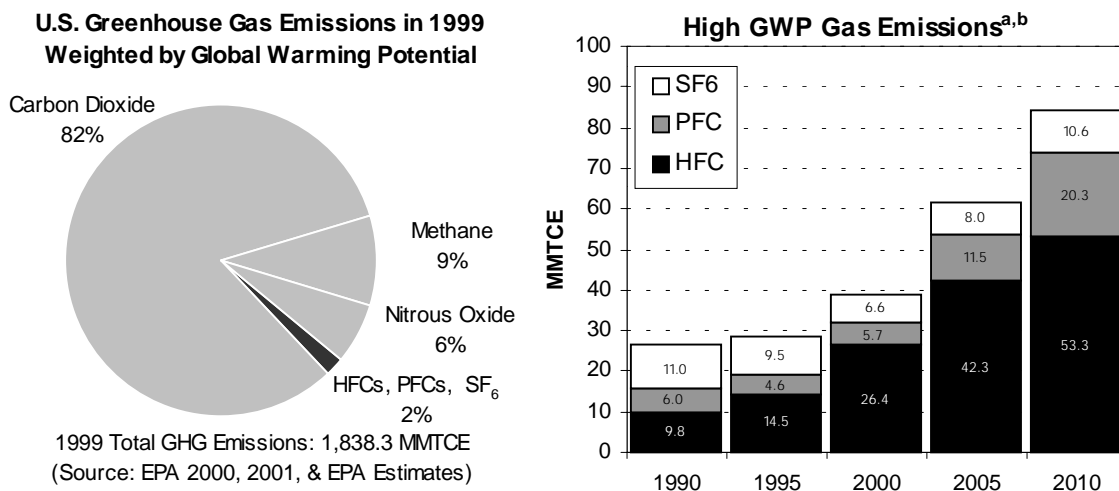 U.S. Greenhouse Gas Emissions in 1999
Weighted by Global Warming Potential
Carbon Dioxide
82%
Methane
9%
Nitrous Oxide
6%
HFCs, PFCs, SF6
2%
1999 Total GHG Emissions: 1,838.3 MMTCE
(Source: EPA 2000, 2001, & EPA Estimates)
High GWP Gas Emissionsa,b
MMTCE
100
90
80
70
60
50
40
30
20
10
0
SF6
PFC
HFC
11.0
6.0
9.8
9.5
4.6
14.5
6.6
5.7
26.4
8.0
11.5
42.3
10.6
20.3
53.3
1990 1995 2000 2005 2010